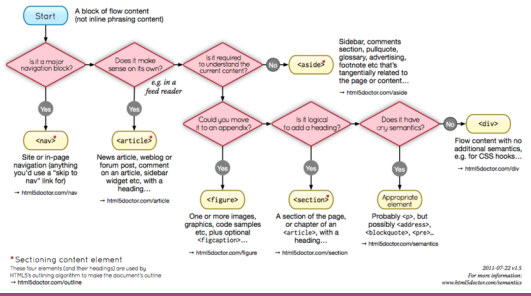 Start
A block of flow content
(not inline phrasing content)
Is it a major
navigation block?
Does it make
sense on its own?
e.g. in a
feed reader
Is it required
to understand the
current content?
No
<aside>*
Sidebar, comments
section, pullquote,
glossary, advertising,
footnote etc that's
tangentially related to
the page or content…
→ html5doctor.com/aside
Yes
<nav>*
Site or in-page
navigation (anything
you'd use a "skip to
nav" link for)
→ html5doctor.com/nav
Yes
<article>*
News article, weblog or
forum post, comment
on an article, sidebar
widget etc, with a
heading…
→ html5doctor.com/article
Could you move
it to an appendix?
Is it logical
to add a heading?
Does it have
any semantics?
No
<div>
Flow content with no
additional semantics,
e.g. for CSS hooks…
→ html5doctor.com/div
Yes
<figure>
One or more images,
graphics, code samples
etc, plus optional
<figcaption>…
→ html5doctor.com/figure
Yes
<section>*
A section of the page,
or chapter of an
<article>, with a
heading…
→ html5doctor.com/section
Yes
Appropriate
element
Probably <p>, but
possibly <address>,
<blockquote>, <pre>…
→ html5doctor.com/semantics
*Sectioning content element
These four elements (and their headings) are used by
HTML5's outlining algorithm to make the document's outline
→ html5doctor.com/outline
2011-07-22 v1.5
For more information:
www.html5doctor.com/semantics